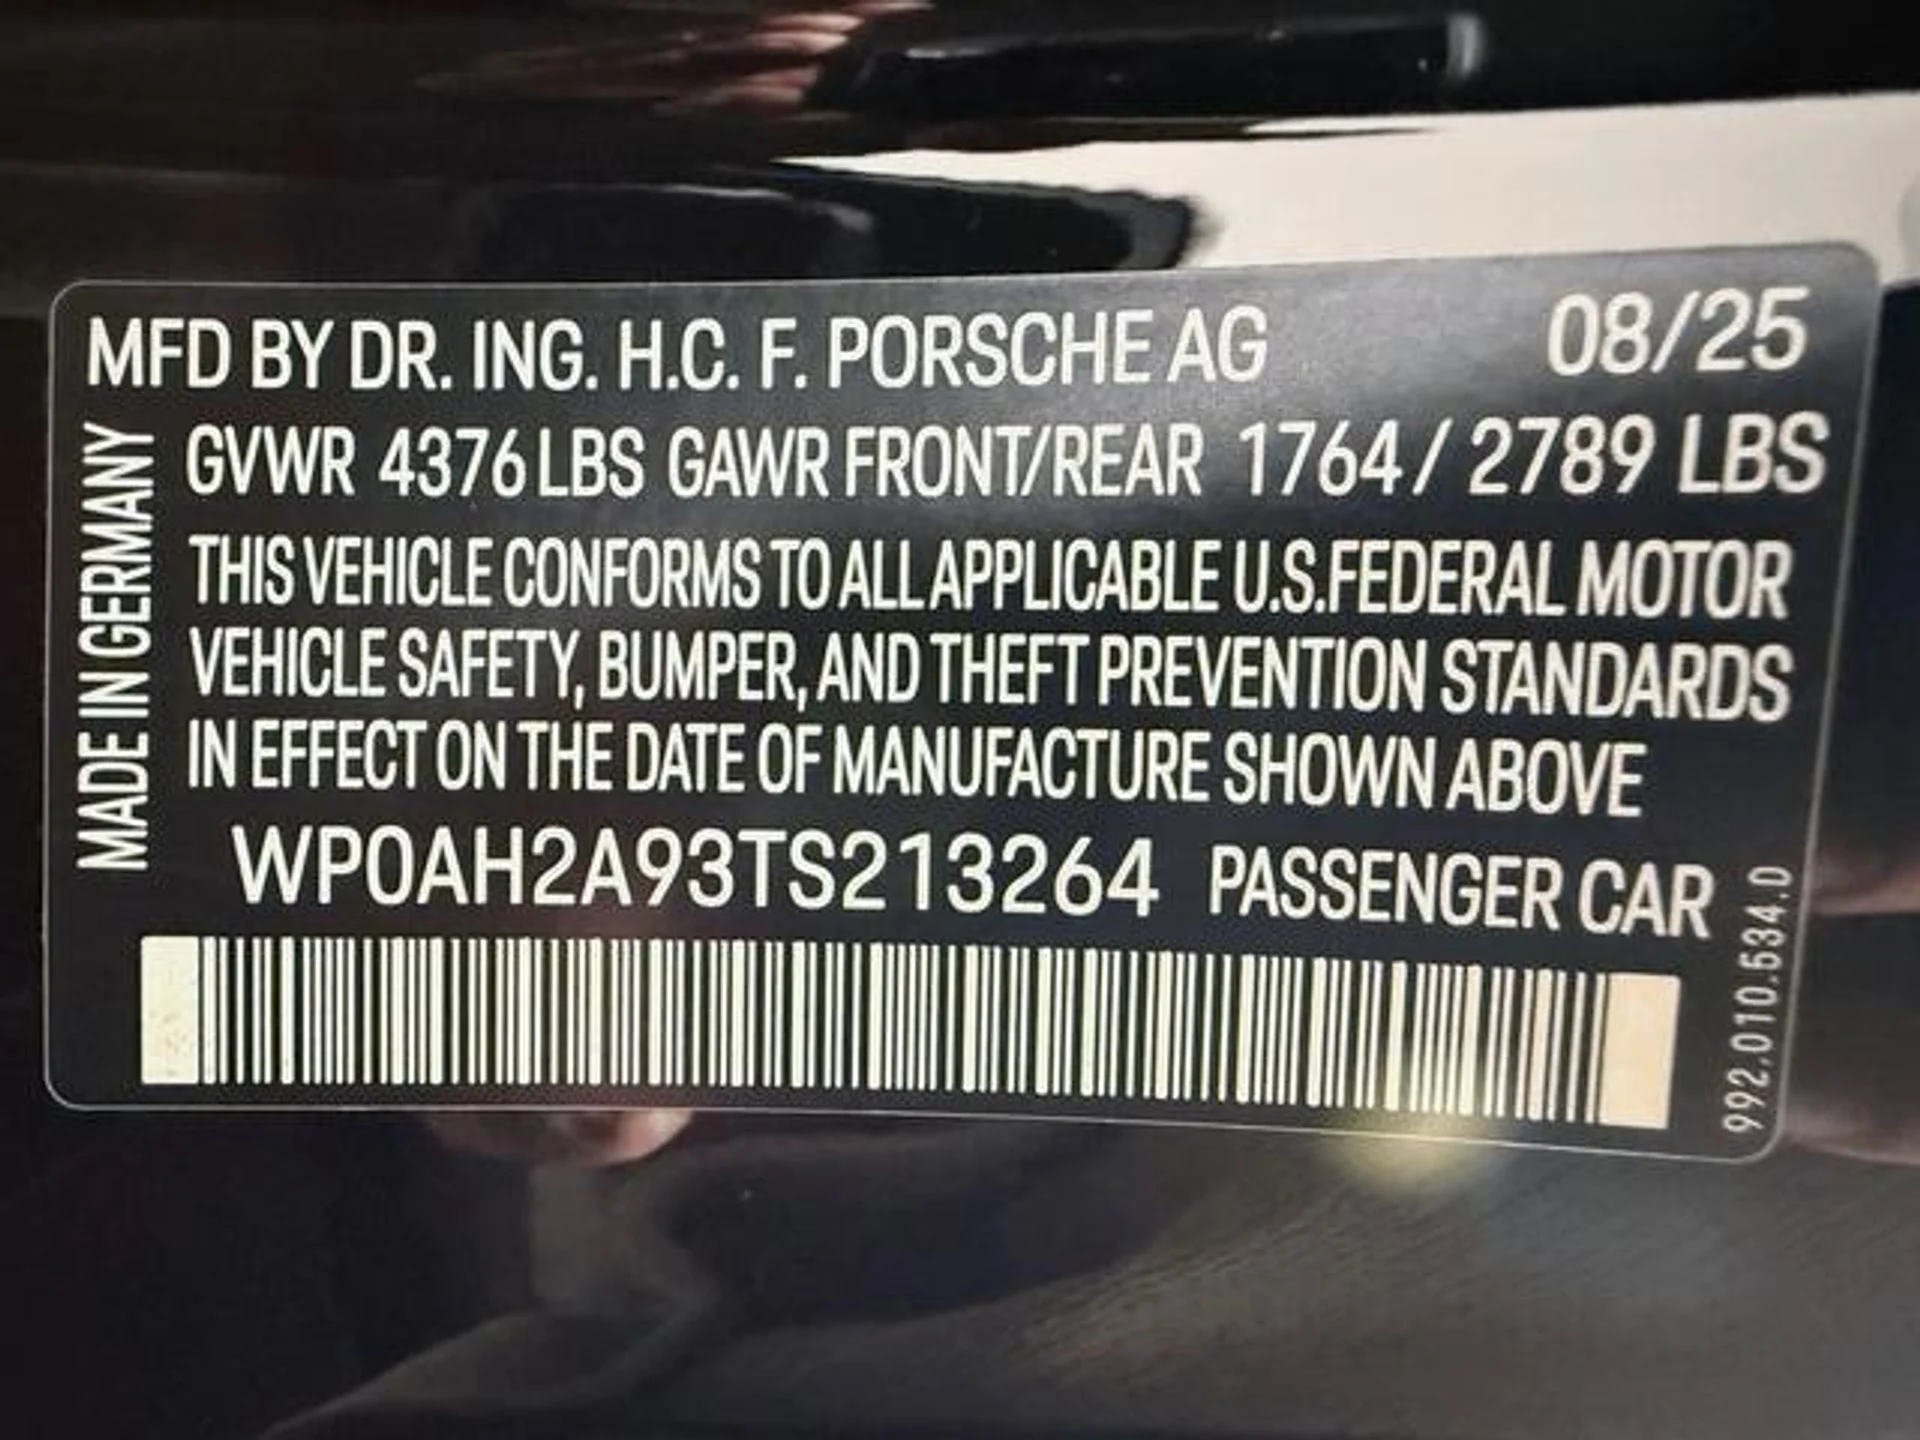 MFD BY DR. ING. H.C. F. PORSCHE AG 08/25
GVWR 4376 LBS GAWR FRONT/REAR 1764 / 2789 LBS
THIS VEHICLE CONFORMS TO ALL APPLICABLE U.S.FEDERAL MOTOR
VEHICLE SAFETY, BUMPER, AND THEFT PREVENTION STANDARDS
IN EFFECT ON THE DATE OF MANUFACTURE SHOWN ABOVE
WP0AH2A93TS213264 PASSENGER CAR
MADE IN GERMANY
992.010.534.D